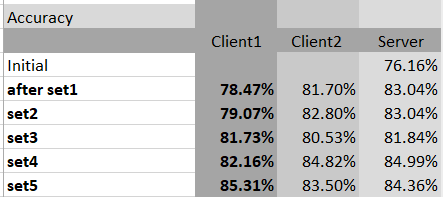 Accuracy
Client1 Client2 Server
Initial 76.16%
after set1 78.47% 81.70% 83.04%
set2 79.07% 82.80% 83.04%
set3 81.73% 80.53% 81.84%
set4 82.16% 84.82% 84.99%
set5 85.31% 83.50% 84.36%